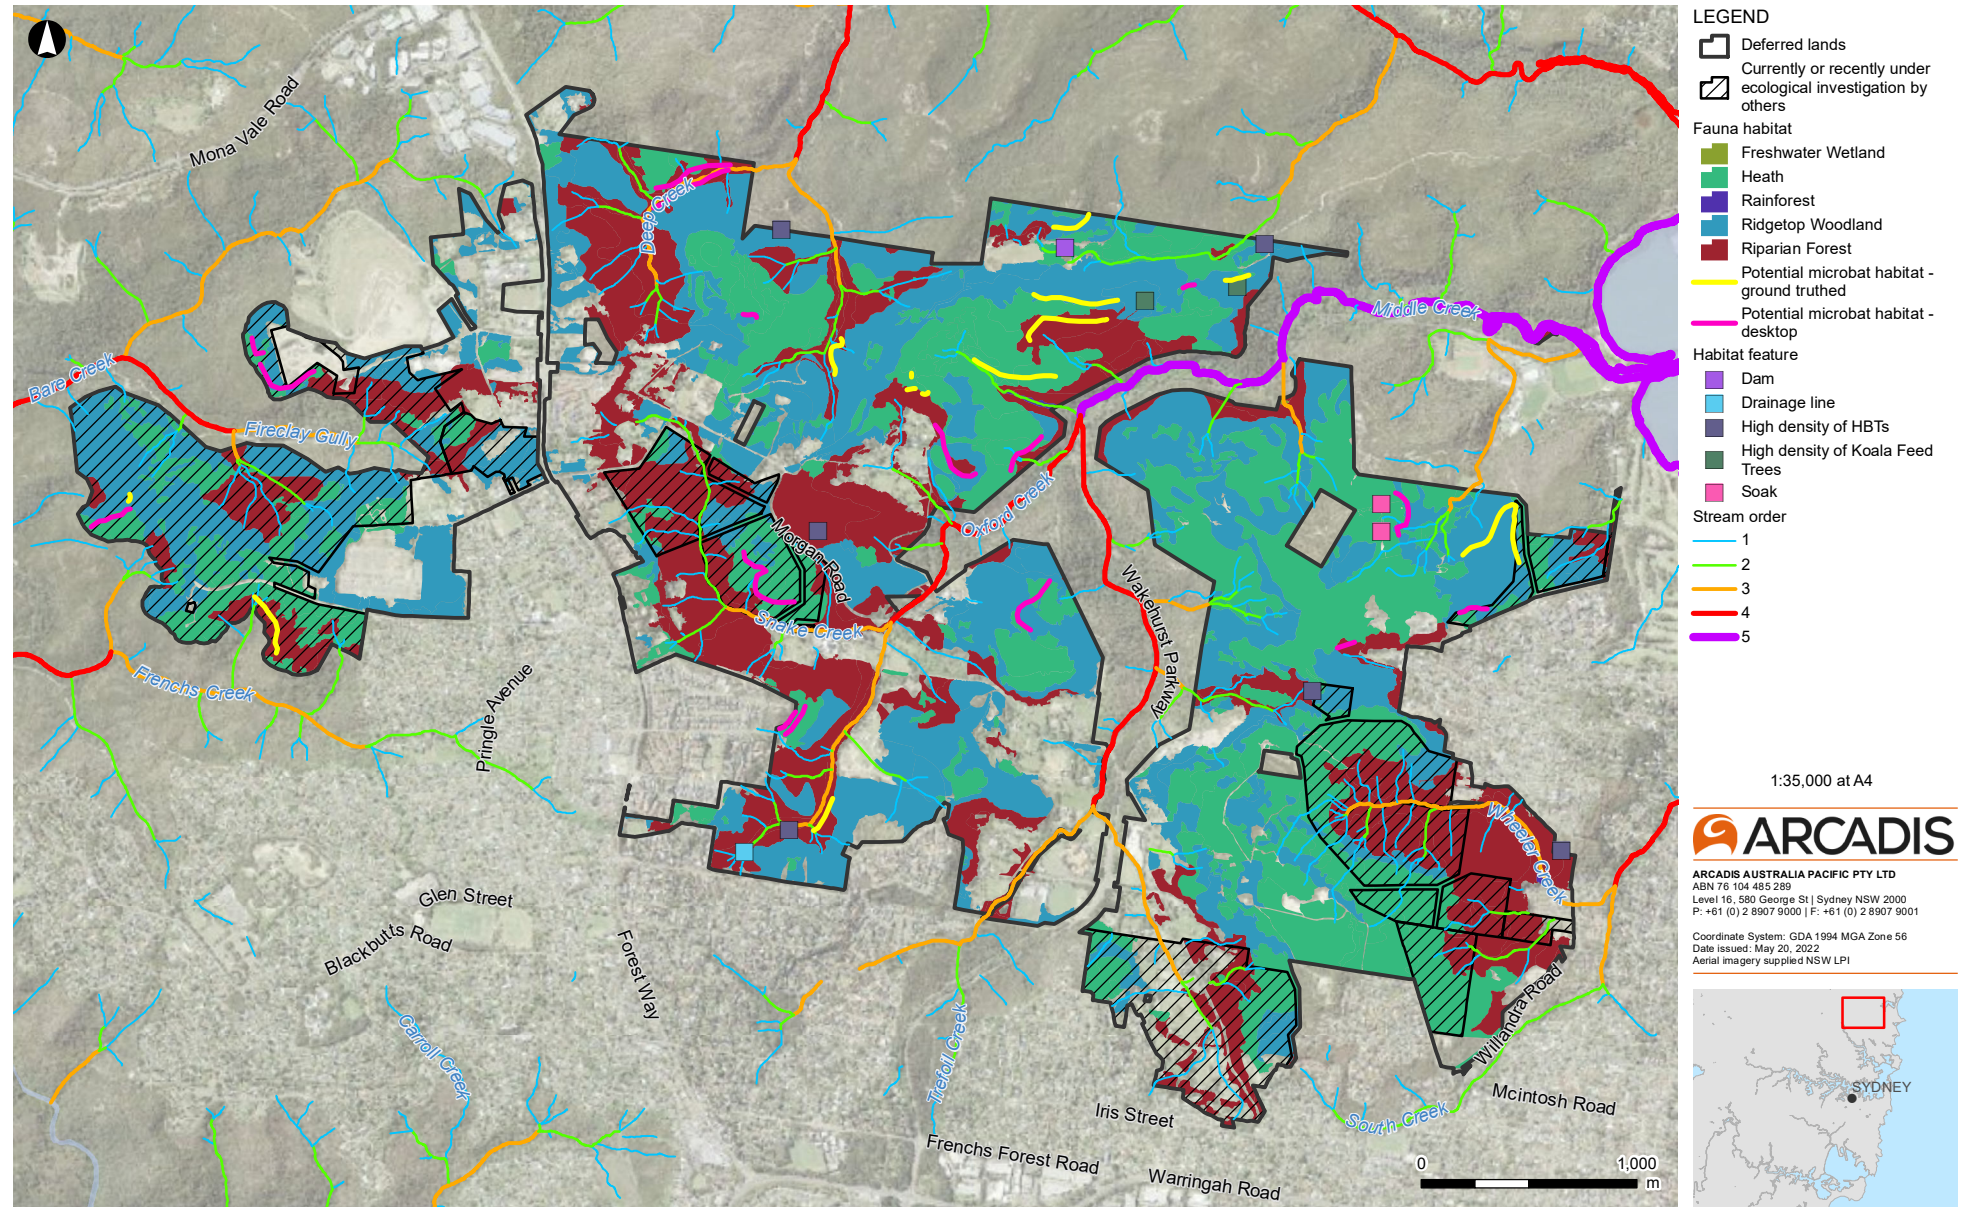 Mona Vale Road
Deep Creek
Middle Creek
Bare Creek
Fireclay Gully
Oxford Creek
Morgan Road
Snake Creek
Wakehurst Parkway
Frenchs Creek
Pringle Avenue
Wheeler Creek
Glen Street
Blackbutts Road
Forest Way
Carroll Creek
Trefoil Creek
Willandra Road
Iris Street
South Creek
Mcintosh Road
Frenchs Forest Road
Warringah Road
0 1,000
m
LEGEND
Deferred lands
Currently or recently under
ecological investigation by
others
Fauna habitat
Freshwater Wetland
Heath
Rainforest
Ridgetop Woodland
Riparian Forest
Potential microbat habitat -
ground truthed
Potential microbat habitat -
desktop
Habitat feature
Dam
Drainage line
High density of HBTs
High density of Koala Feed
Trees
Soak
Stream order
1
2
3
4
5
1:35,000 at A4
ARCADIS
ARCADIS AUSTRALIA PACIFIC PTY LTD
ABN 76 104 485 289
Level 16, 580 George St | Sydney NSW 2000
P: +61 (0) 2 8907 9000 | F: +61 (0) 2 8907 9001
Coordinate System: GDA 1994 MGA Zone 56
Date issued: May 20, 2022
Aerial imagery supplied NSW LPI
SYDNEY